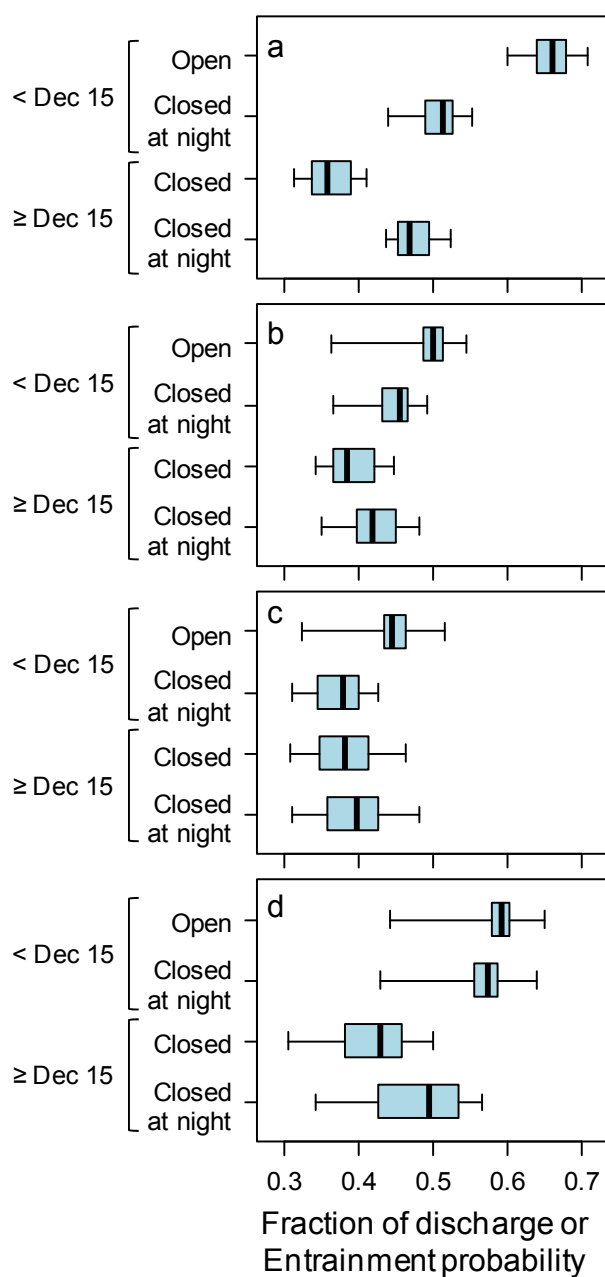 a
< Dec 15
Open
Closed
at night
≥ Dec 15
Closed
Closed
at night
b
< Dec 15
Open
Closed
at night
≥ Dec 15
Closed
Closed
at night
c
< Dec 15
Open
Closed
at night
≥ Dec 15
Closed
Closed
at night
d
< Dec 15
Open
Closed
at night
≥ Dec 15
Closed
Closed
at night
0.3 0.4 0.5 0.6 0.7
Fraction of discharge or
Entrainment probability